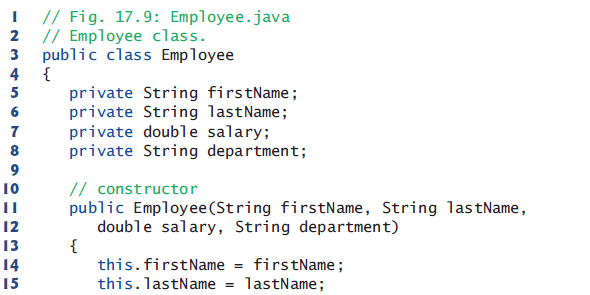 1 // Fig. 17.9: Employee.java
2 // Employee class.
3 public class Employee
4 {
5 private String firstName;
6 private String lastName;
7 private double salary;
8 private String department;
9
10 // constructor
11 public Employee(String firstName, String lastName,
12 double salary, String department)
13 {
14 this.firstName = firstName;
15 this.lastName = lastName;